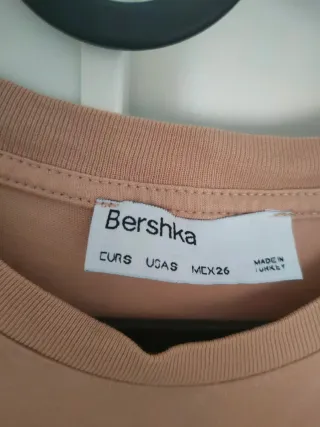 Bershka
EUR S USA S MEX 26 MADE IN
TURKEY